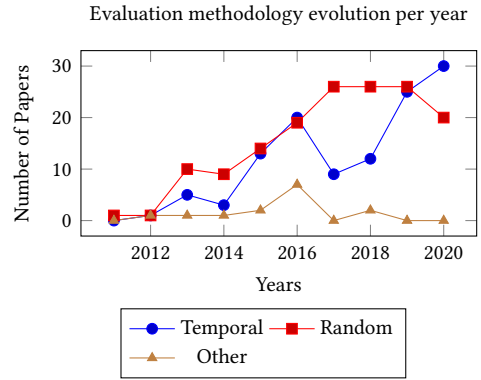 Evaluation methodology evolution per year
30
20
10
0
Number of Papers
2012 2014 2016 2018 2020
Years
Temporal Random
Other